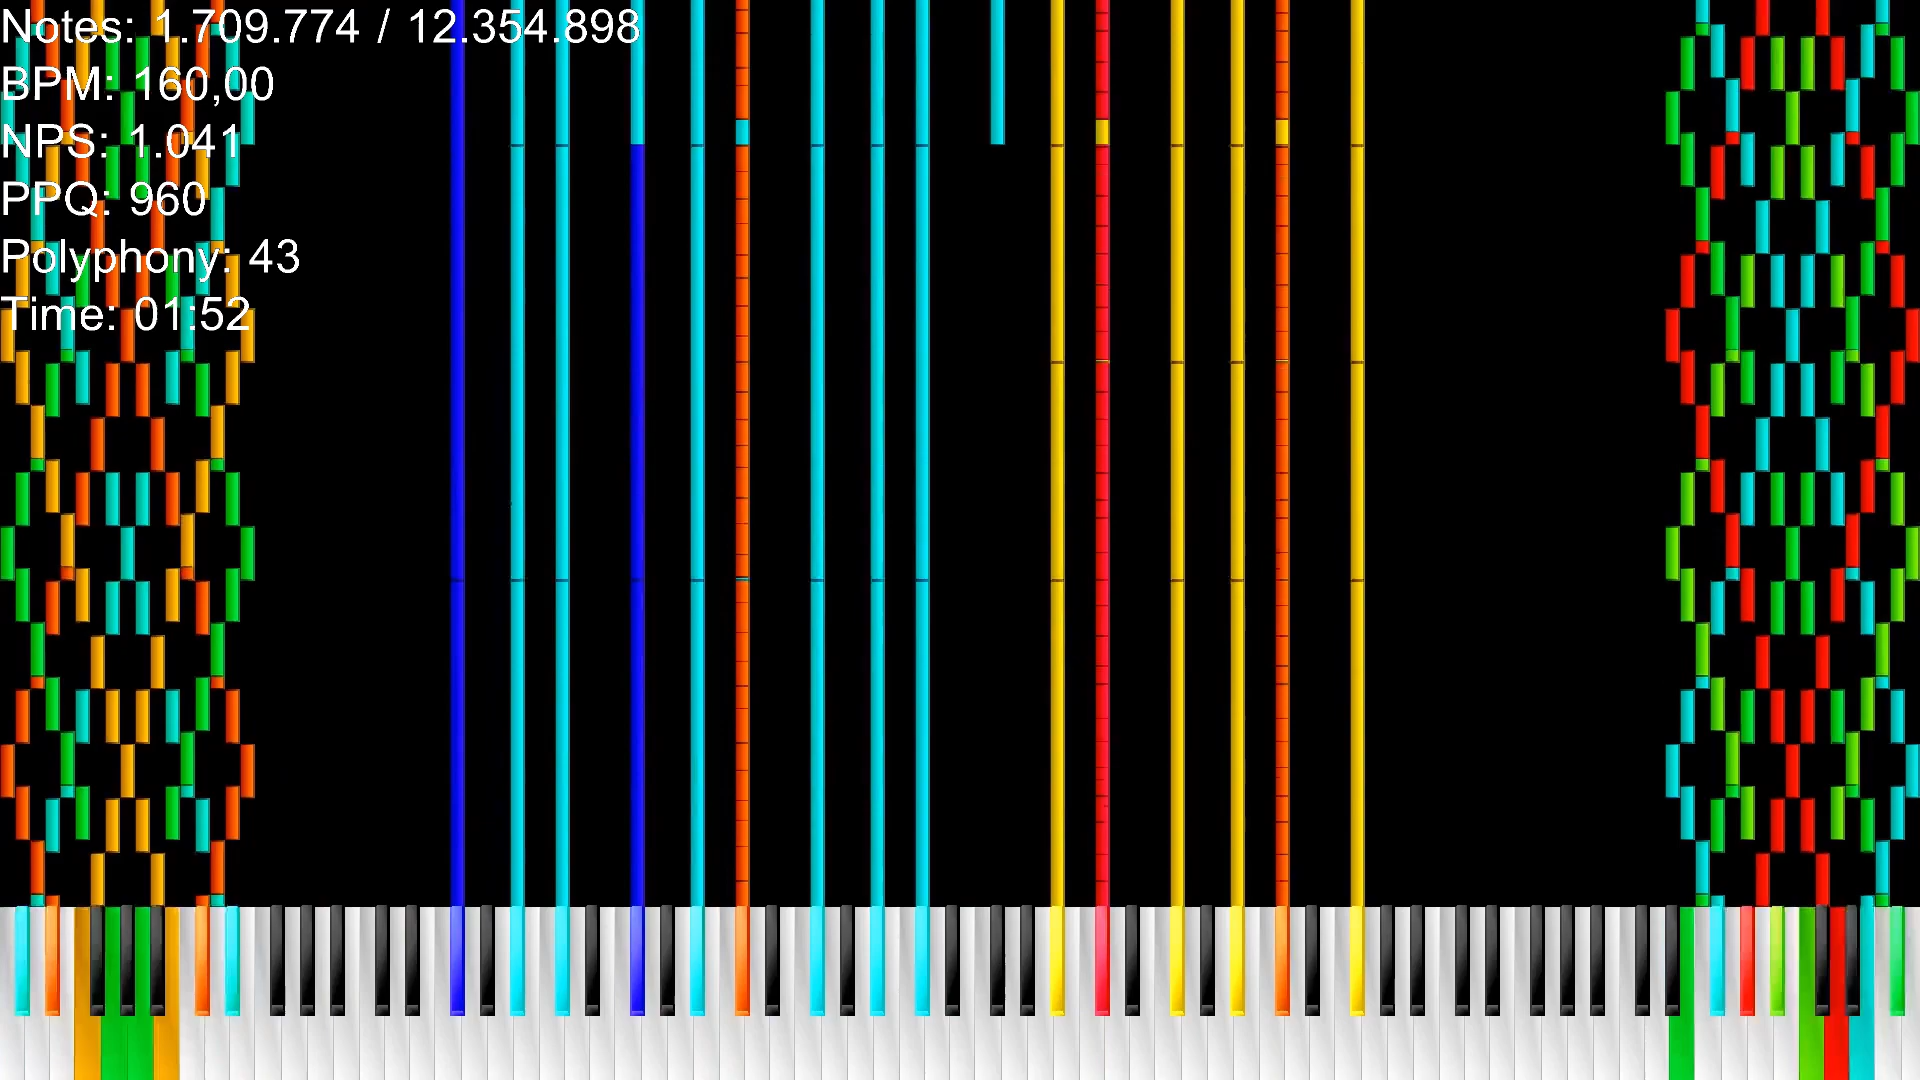 Notes: 1.709.774 / 12.354.898
BPM: 160,00
NPS: 1.041
PPQ: 960
Polyphony: 43
Time: 01:52